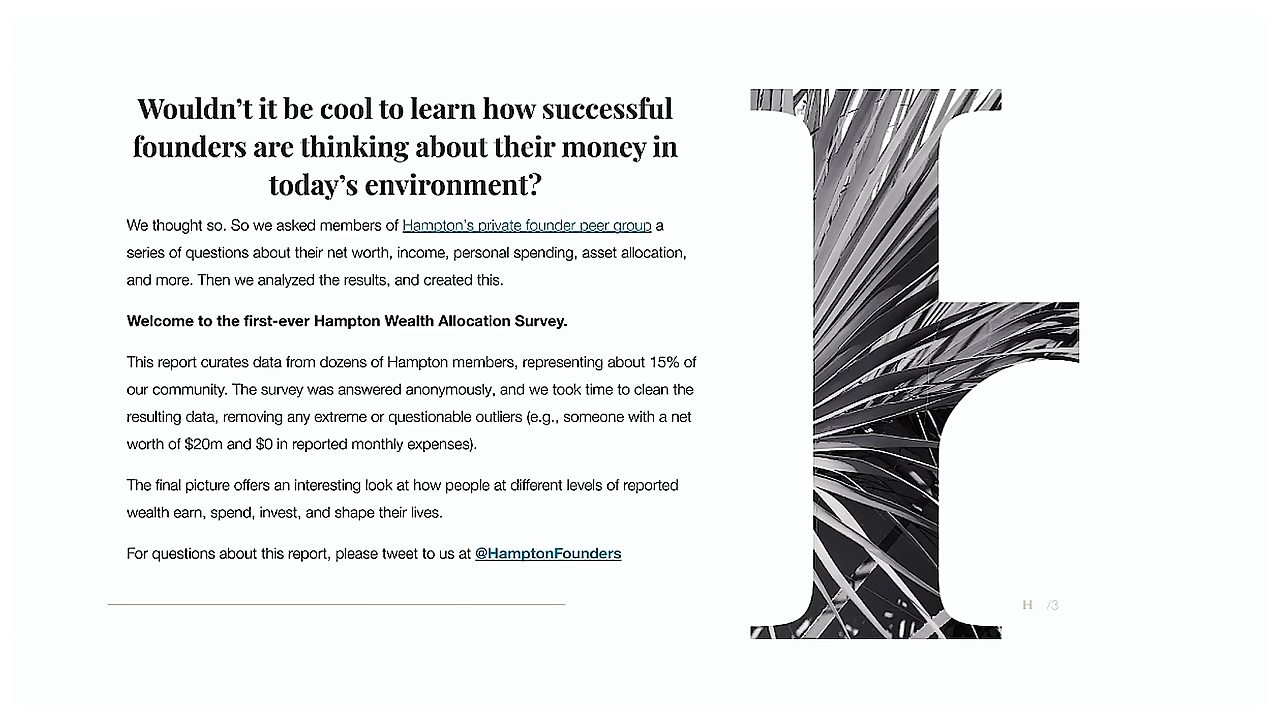 Wouldn’t it be cool to learn how successful
founders are thinking about their money in
today’s environment?
We thought so. So we asked members of Hampton’s private founder peer group a
series of questions about their net worth, income, personal spending, asset allocation,
and more. Then we analyzed the results, and created this.
Welcome to the first-ever Hampton Wealth Allocation Survey.
This report curates data from dozens of Hampton members, representing about 15% of
our community. The survey was answered anonymously, and we took time to clean the
resulting data, removing any extreme or questionable outliers (e.g., someone with a net
worth of $20m and $0 in reported monthly expenses).
The final picture offers an interesting look at how people at different levels of reported
wealth earn, spend, invest, and shape their lives.
For questions about this report, please tweet to us at @HamptonFounders
H /3